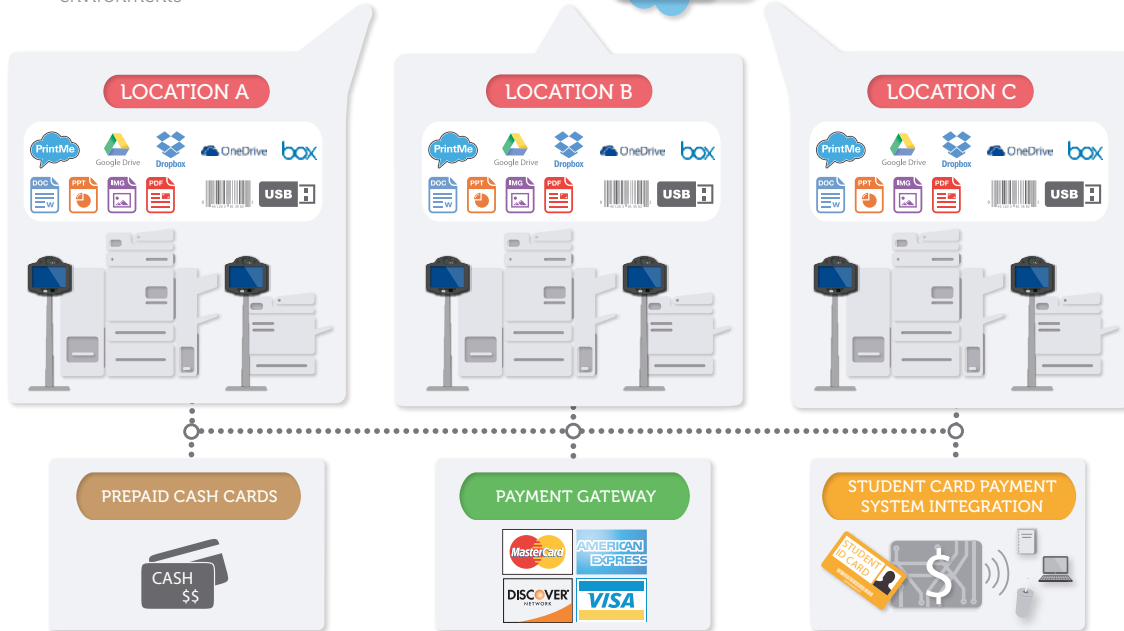 environments
LOCATION A
LOCATION B
LOCATION C
PrintMe
Google Drive
Dropbox
OneDrive
box
PrintMe
Google Drive
Dropbox
OneDrive
box
PrintMe
Google Drive
Dropbox
OneDrive
box
DOC
W
PPT
IMG
PDF
USB
DOC
W
PPT
IMG
PDF
USB
DOC
W
PPT
IMG
PDF
USB
PREPAID CASH CARDS
CASH
$$
PAYMENT GATEWAY
MasterCard
AMERICAN
EXPRESS
DISCOVER
NETWORK
VISA
STUDENT CARD PAYMENT
SYSTEM INTEGRATION
STUDENT
ID CARD
$